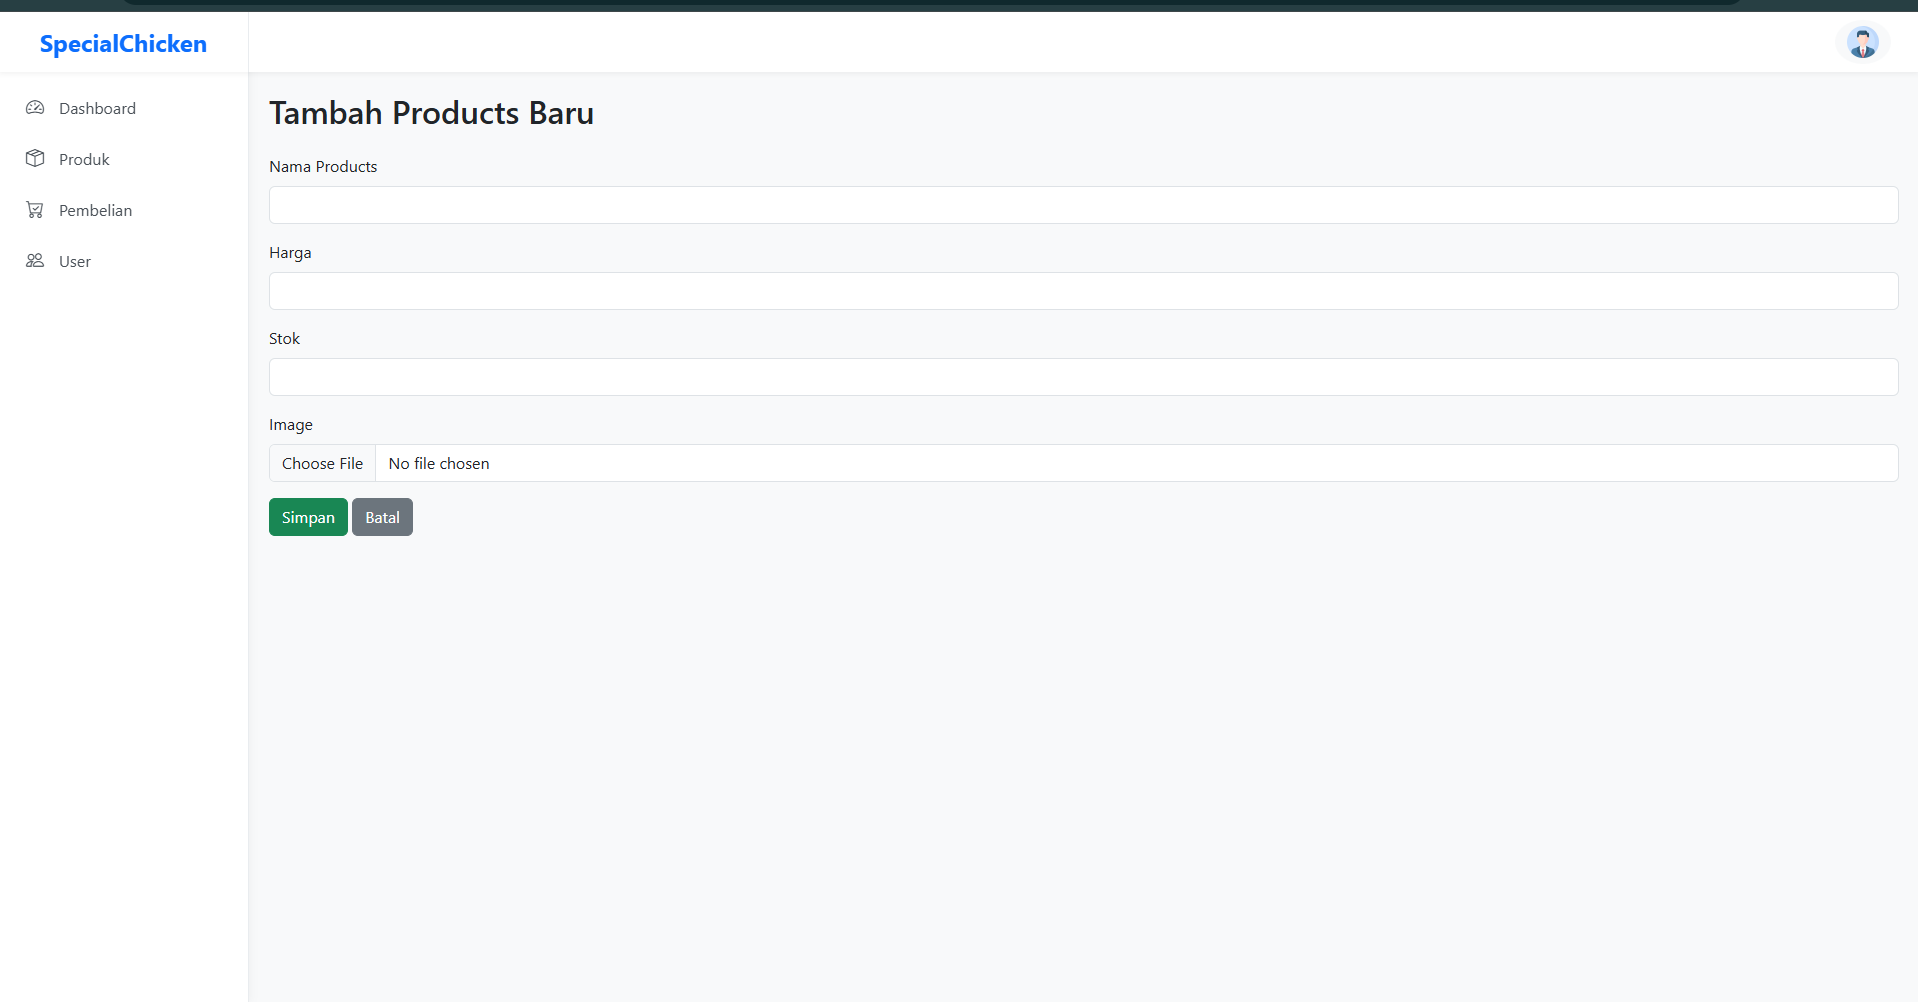 SpecialChicken
Dashboard
Produk
Pembelian
User
Tambah Products Baru
Nama Products
Harga
Stok
Image
Choose File No file chosen
Simpan Batal